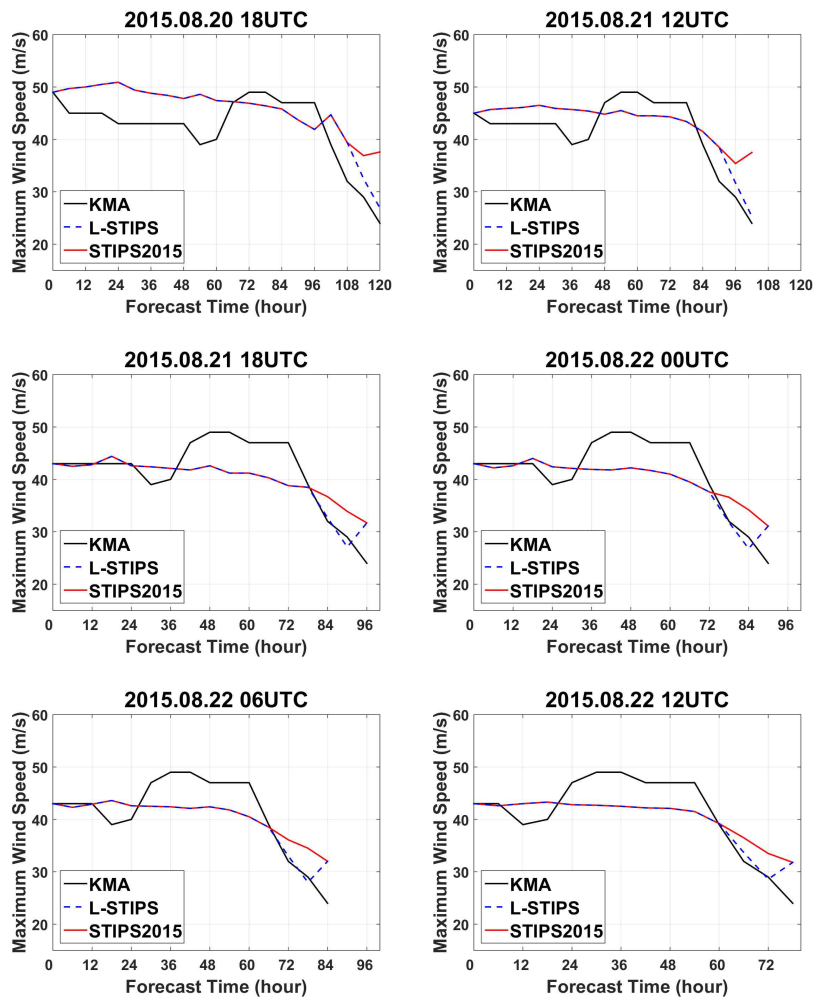 2015.08.20 18UTC
Maximum Wind Speed (m/s)
60
50
40
30
20
KMA
L-STIPS
STIPS2015
0 12 24 36 48 60 72 84 96 108 120
Forecast Time (hour)
2015.08.21 12UTC
Maximum Wind Speed (m/s)
60
50
40
30
20
KMA
L-STIPS
STIPS2015
0 12 24 36 48 60 72 84 96 108 120
Forecast Time (hour)
2015.08.21 18UTC
Maximum Wind Speed (m/s)
60
50
40
30
20
KMA
L-STIPS
STIPS2015
0 12 24 36 48 60 72 84 96
Forecast Time (hour)
2015.08.22 00UTC
Maximum Wind Speed (m/s)
60
50
40
30
20
KMA
L-STIPS
STIPS2015
0 12 24 36 48 60 72 84 96
Forecast Time (hour)
2015.08.22 06UTC
Maximum Wind Speed (m/s)
60
50
40
30
20
KMA
L-STIPS
STIPS2015
0 12 24 36 48 60 72 84 96
Forecast Time (hour)
2015.08.22 12UTC
Maximum Wind Speed (m/s)
60
50
40
30
20
KMA
L-STIPS
STIPS2015
0 12 24 36 48 60 72
Forecast Time (hour)